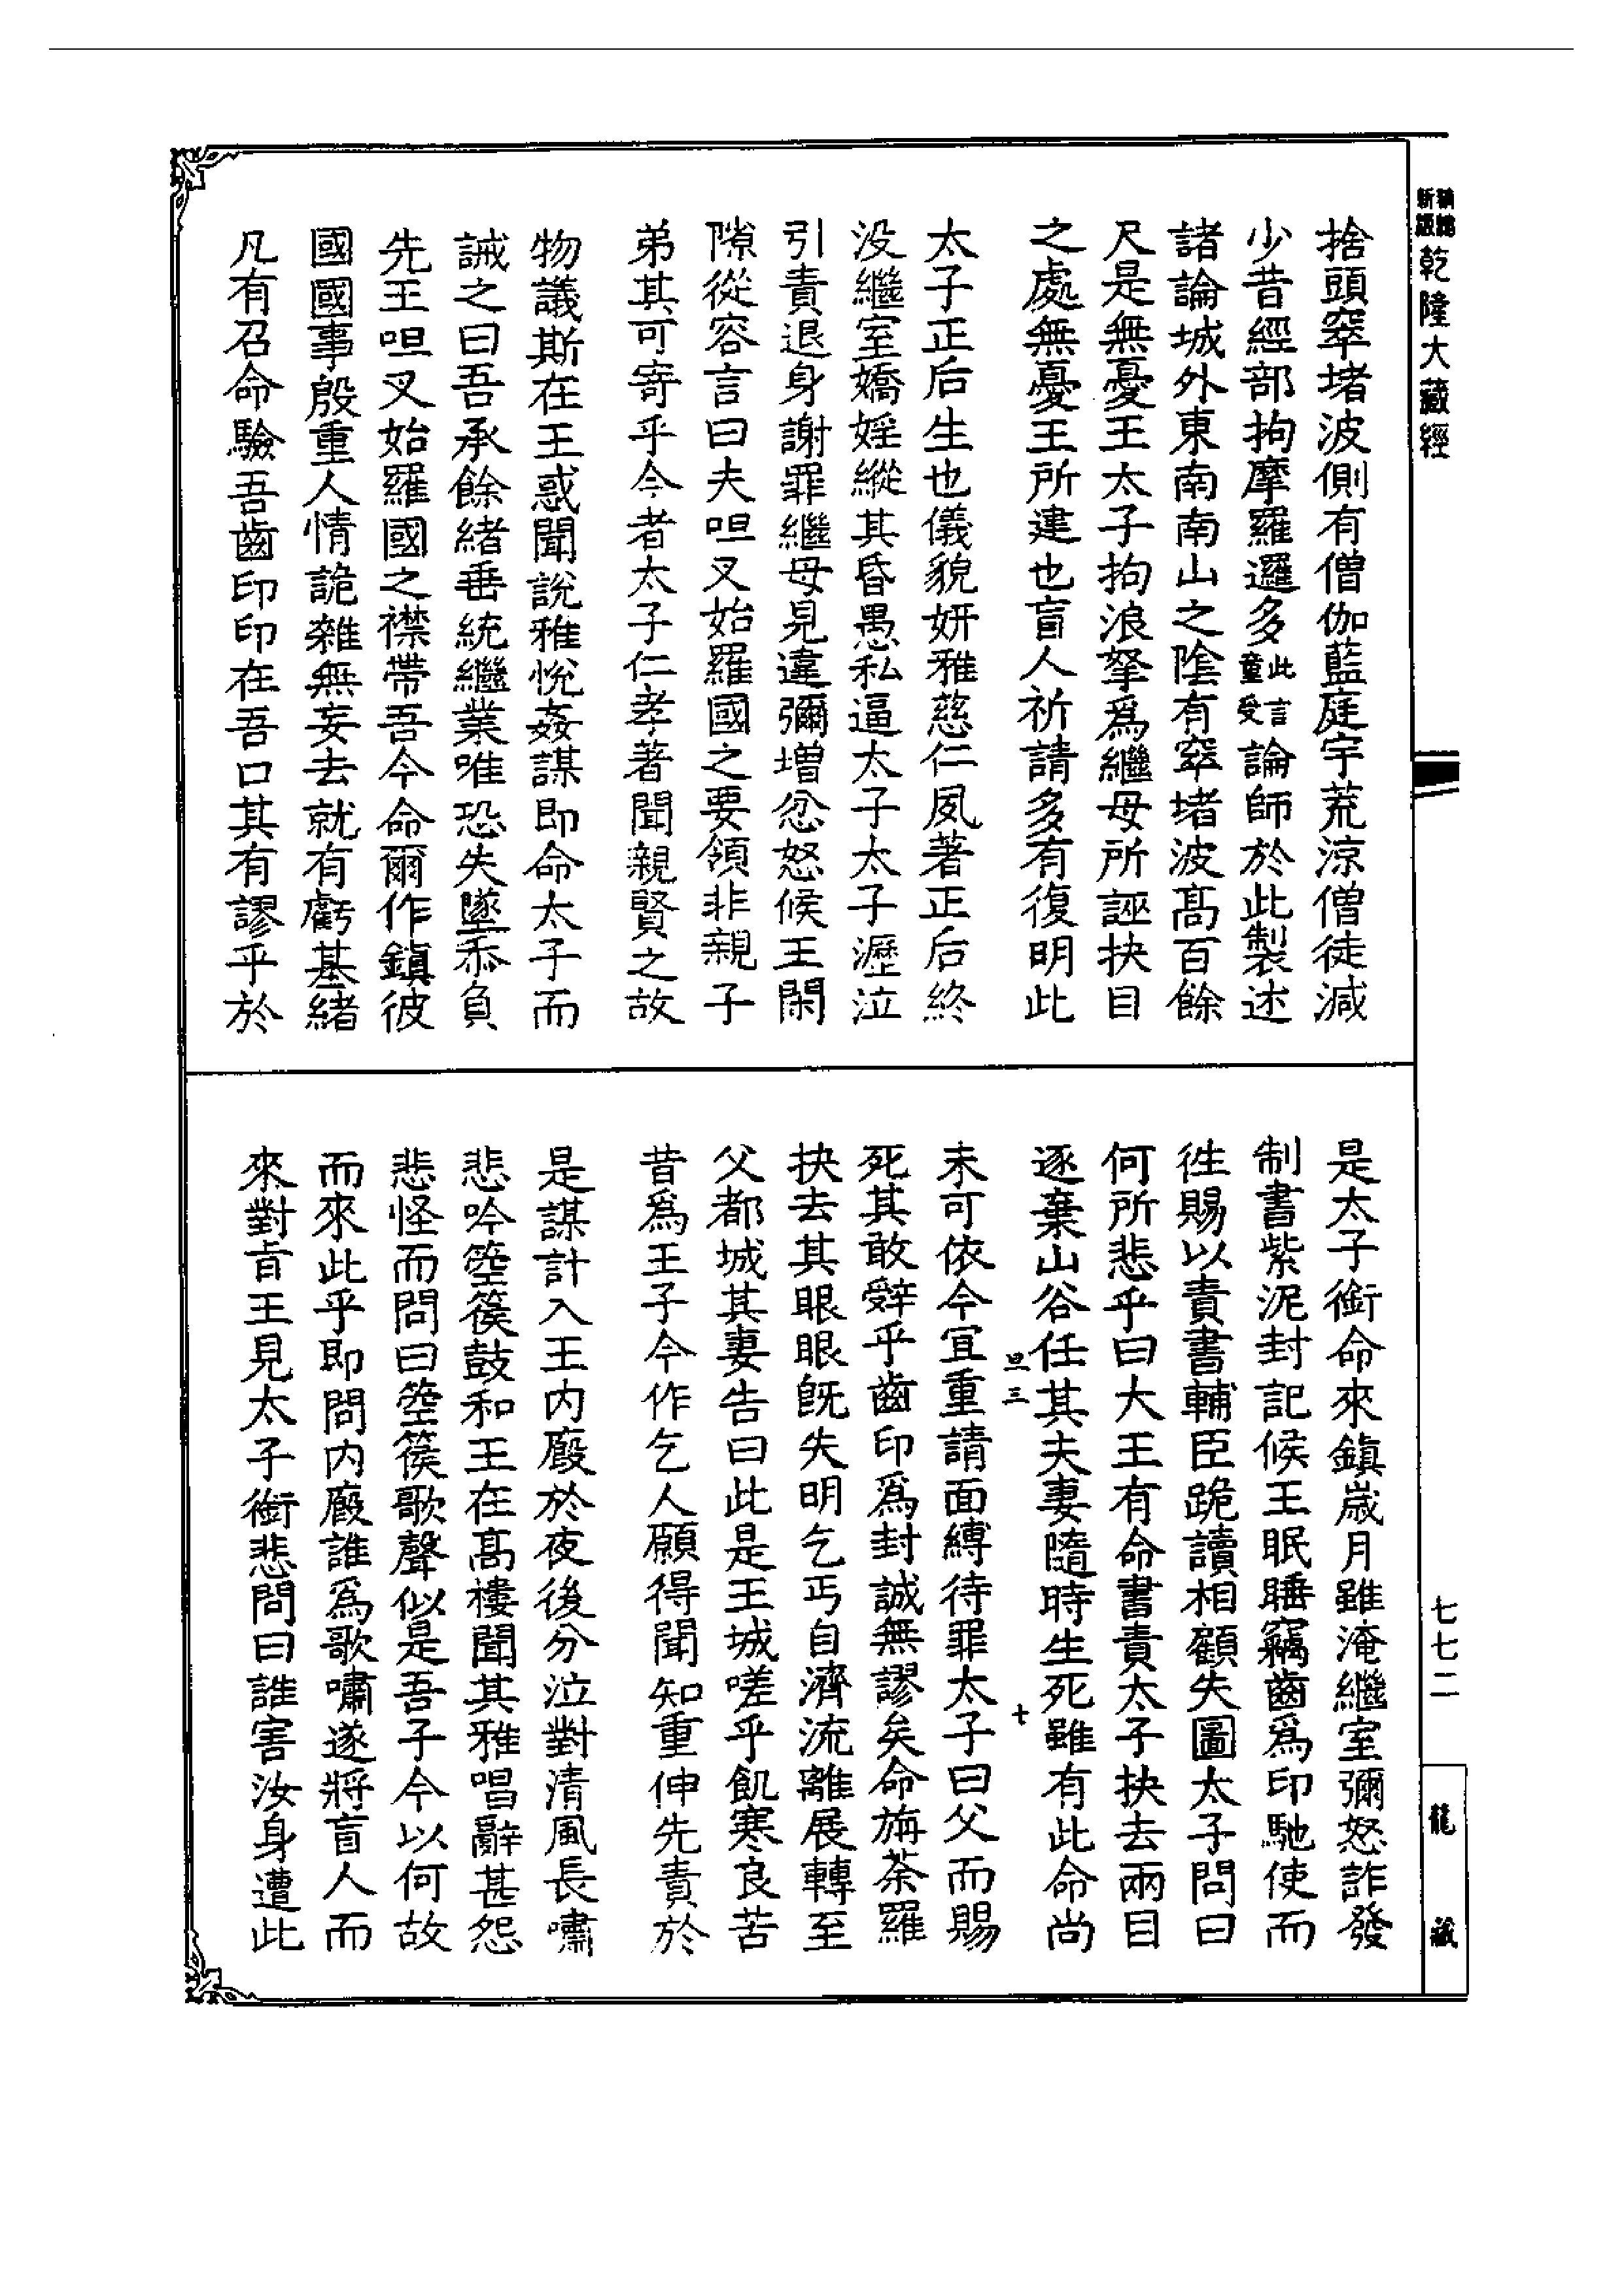 乾隆大藏經
捨頭窣堵波側有僧伽藍庭宇荒涼僧徒減
少昔經部拘摩羅邏多此言童受論師於此製述
諸論城外東南南山之陰有窣堵波高百餘
尺是無憂王太子拘浪拏爲繼母所誣抉目
之處無憂王所建也盲人祈請多有復明此
太子正后生也儀貌妍雅慈仁夙著正后終
没繼室嬌婬縱其昏愚私逼太子太子瀝泣
引責退身謝罪繼母見違彌增忿怒候王閑
隙從容言曰夫呾叉始羅國之要領非親子
弟其可寄乎今者太子仁孝著聞親賢之故
物議斯在王惑聞說雅悅姦謀即命太子而
誡之曰吾承餘緒垂統繼業唯恐失墜忝負
先王呾叉始羅國之襟帶吾今命爾作鎮彼
國國事殷重人情詭雜無妄去就有虧基緒
凡有召命驗吾齒印印在吾口其有謬乎於
是太子銜命來鎮歲月雖淹繼室彌怒詐發
制書紫泥封記候王眠睡竊齒爲印馳使而
往賜以責書輔臣跪讀相顧失圖太子問曰
何所悲乎曰大王有命書責太子抉去兩目
逐棄山谷任其夫妻隨時生死雖有此命尚
旦三
七
未可依今宜重請面縛待罪太子曰父而賜
死其敢辭乎齒印爲封誠無謬矣命旃荼羅
抉去其眼眼旣失明乞丐自濟流離展轉至
父都城其妻告曰此是王城嗟乎飢寒良苦
昔爲王子今作乞人願得聞知重伸先責於
是謀計入王内廄於夜後分泣對清風長嘯
悲吟箜篌鼓和王在高樓聞其雅唱辭甚怨
悲怪而問曰箜篌歌聲似是吾子今以何故
而來此乎即問内廄誰爲歌嘯遂將盲人而
來對旨王見太子銜悲問曰誰害汝身遭此
七七二
龍藏